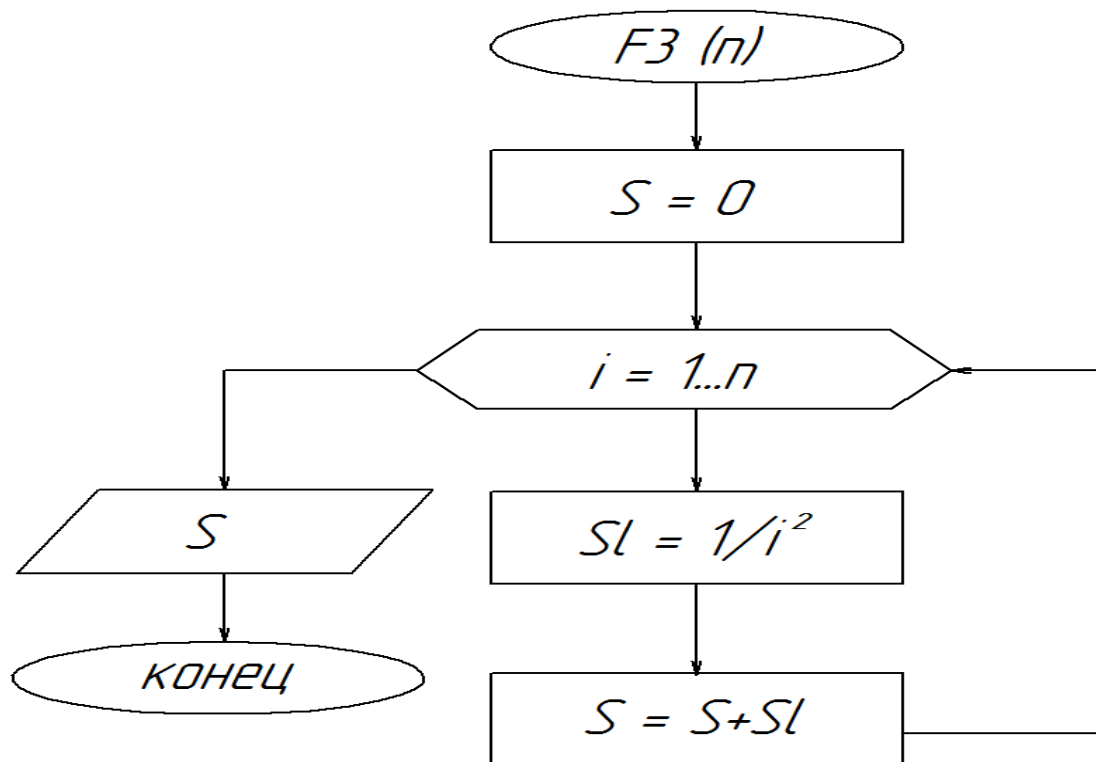 F3 (n)
S = 0
i = 1...n
Sl = 1/i²
S = S+Sl
S
конец